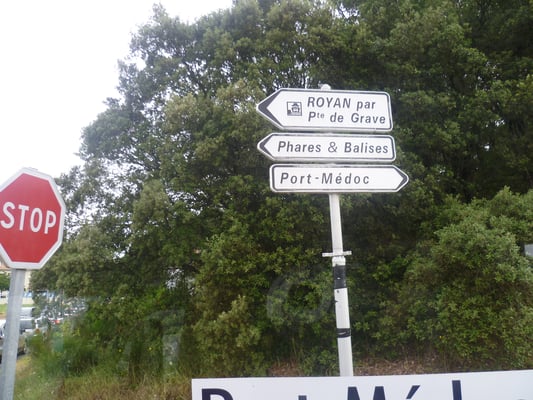 ROYAN par
Pte de Grave
Phares & Balises
Port-Médoc
STOP